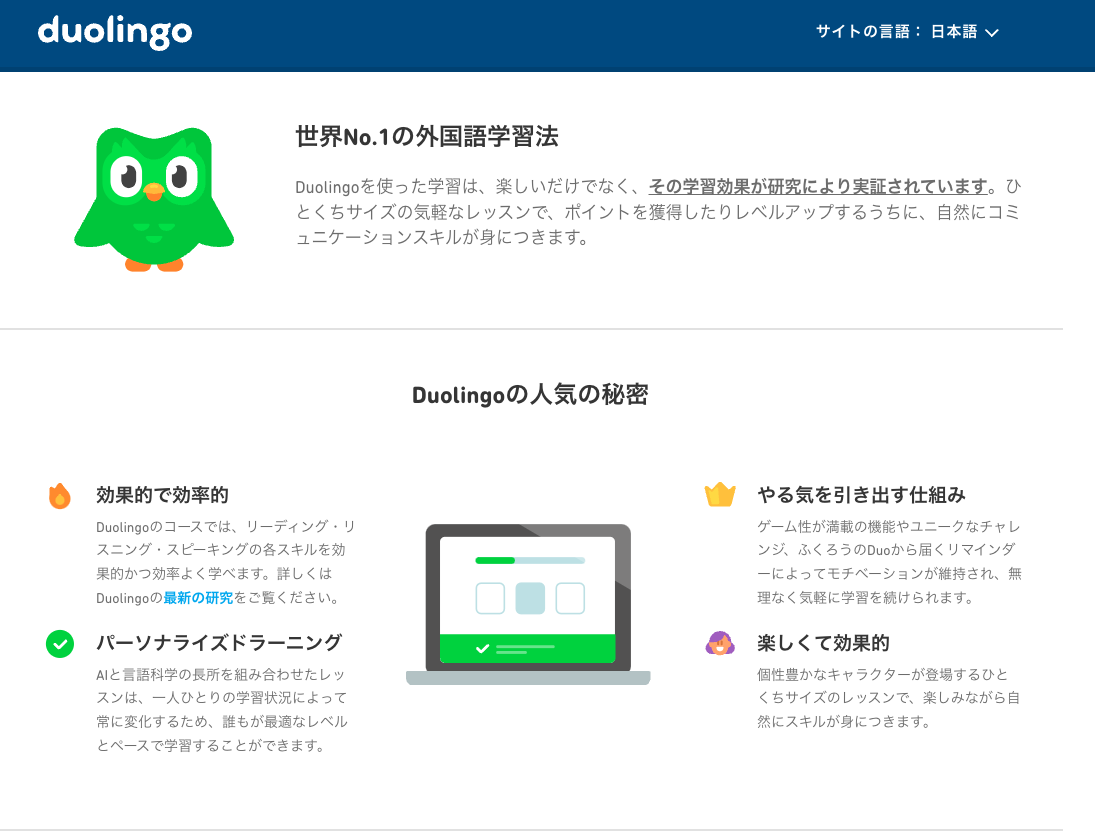 duolingo
サイトの言語： 日本語
世界No.1の外国語学習法
Duolingoを使った学習は、楽しいだけでなく、その学習効果が研究により実証されています。ひ
とくちサイズの気軽なレッスンで、ポイントを獲得したりレベルアップするうちに、自然にコミ
ュニケーションスキルが身につきます。
Duolingoの人気の秘密
効果的で効率的
Duolingoのコースでは、リーディング・リ
スニング・スピーキングの各スキルを効
果的かつ効率よく学べます。詳しくは
Duolingoの最新の研究をご覧ください。
パーソナライズドラーニング
AIと言語科学の長所を組み合わせたレッ
スンは、一人ひとりの学習状況によって
常に変化するため、誰もが最適なレベル
とペースで学習することができます。
やる気を引き出す仕組み
ゲーム性が満載の機能やユニークなチャレ
ンジ、ふくろうのDuoから届くリマインダ
ーによってモチベーションが維持され、無
理なく気軽に学習を続けられます。
楽しくて効果的
個性豊かなキャラクターが登場するひと
くちサイズのレッスンで、楽しみながら自
然にスキルが身につきます。